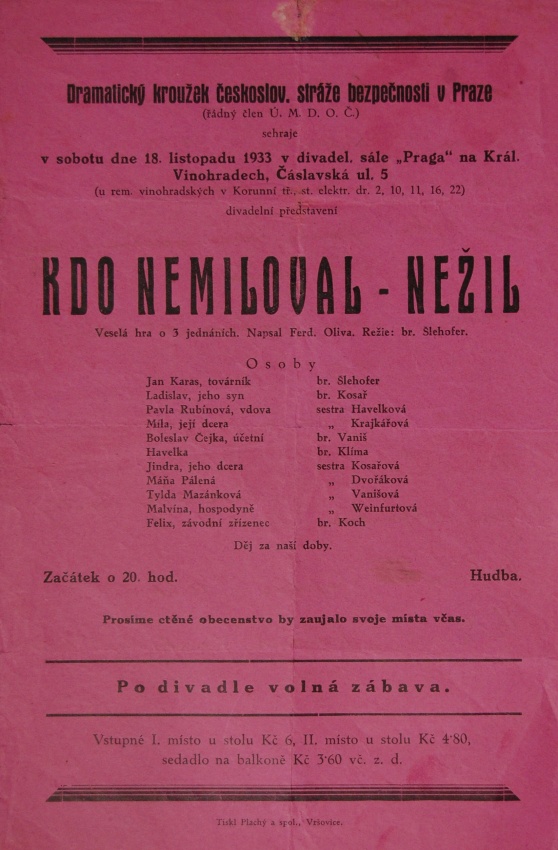 Dramatický kroužek českoslov. stráže bezpečnosti v Praze
(řádný člen Ú. M. D. O. Č.)
sehraje
v sobotu dne 18. listopadu 1933 v divadel. sále „Praga“ na Král.
Vinohradech, Čáslavská ul. 5
(u rem. vinohradských v Korunní tř., st. elektr. dr. 2, 10, 11, 16, 22)
divadelní představení
KDO NEMILOVAL - NEŽIL
Veselá hra o 3 jednáních. Napsal Ferd. Oliva. Režie: br. Šlehofer.
Osoby
Jan Karas, továrník br. Šlehofer
Ladislav, jeho syn br. Kosař
Pavla Rubínová, vdova sestra Havelková
Míla, její dcera „ Krajkářová
Boleslav Čejka, účetní br. Vaniš
Havelka br. Klíma
Jindra, jeho dcera sestra Kosařová
Máňa Pálená „ Dvořáková
Tylda Mazánková „ Vanišová
Malvína, hospodyně „ Weinfurtová
Felix, závodní zřízenec br. Koch
Děj za naší doby.
Začátek o 20. hod. Hudba.
Prosíme ctěné obecenstvo by zaujalo svoje místa včas.
Po divadle volná zábava.
Vstupné I. místo u stolu Kč 6, II. místo u stolu Kč 4·80,
sedadlo na balkoně Kč 3·60 vč. z. d.
Tiskl Flachý a spol., Vršovice.